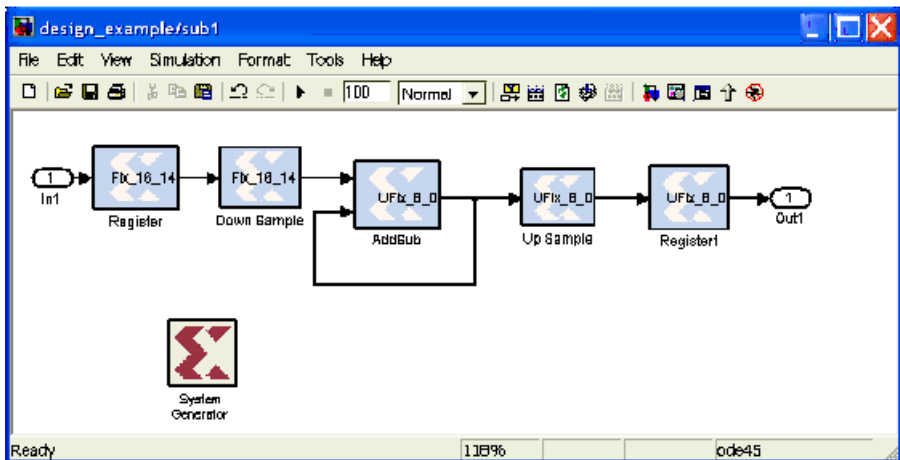 design_example/sub1
File Edit View Simulation Format Tools Help
100 Normal
1 Fix_16_14 Fix_16_14 UFix_8_0 UFix_8_0 UFix_8_0 1
In1 Register Down Sample AddSub Up Sample Register1 Out1
System
Generator
Ready 118% ode45